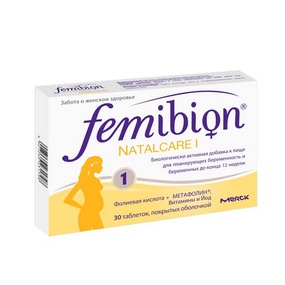 Забота о женском здоровье
femibion®
NATALCARE I
Биологически активная добавка к пище
для планирующих беременность и
беременных до конца 12 недели
1
Фолиевая кислота + МЕТАФОЛИН®,
Витамины и Йод
30 таблеток, покрытых оболочкой
MERCK